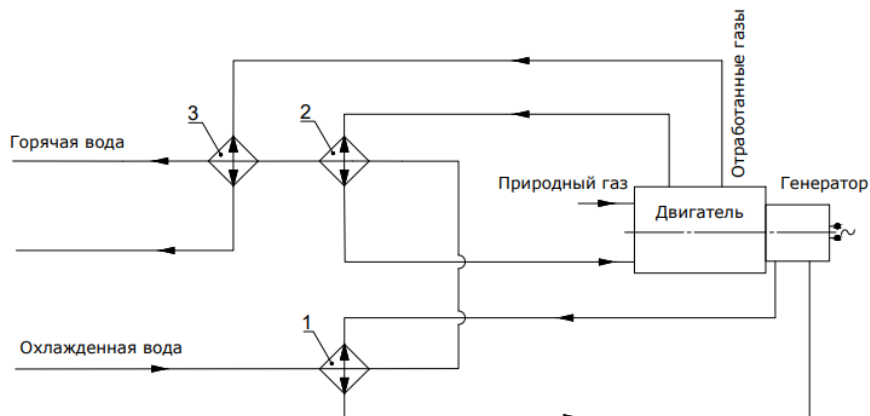 Отработанные газы
3
2
Горячая вода
Природный газ
Генератор
Двигатель
1
Охлажденная вода